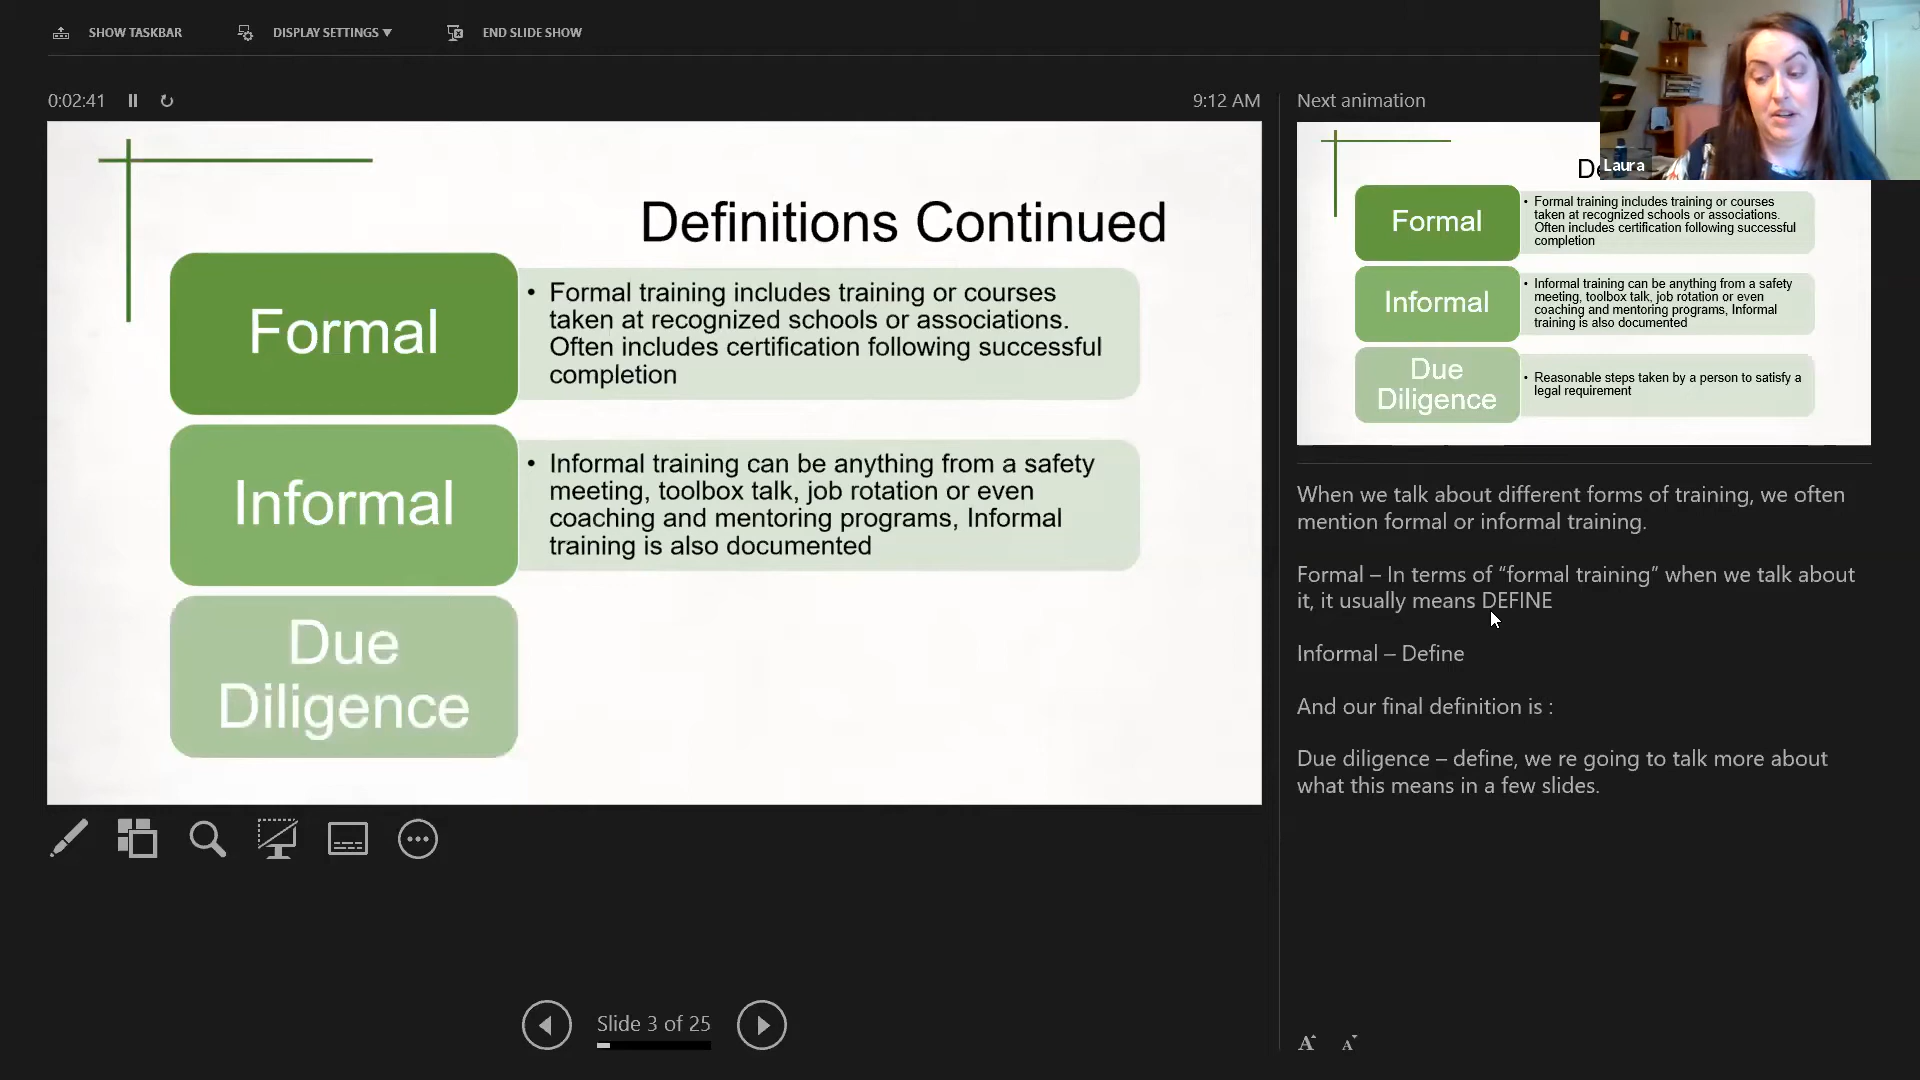 SHOW TASKBAR
DISPLAY SETTINGS ▼
END SLIDE SHOW
0:02:41
9:12 AM
Definitions Continued
Formal
• Formal training includes training or courses
taken at recognized schools or associations.
Often includes certification following successful
completion
Informal
• Informal training can be anything from a safety
meeting, toolbox talk, job rotation or even
coaching and mentoring programs, Informal
training is also documented
Due
Diligence
Slide 3 of 25
Next animation
Laura
Formal
• Formal training includes training or courses
taken at recognized schools or associations.
Often includes certification following successful
completion
Informal
• Informal training can be anything from a safety
meeting, toolbox talk, job rotation or even
coaching and mentoring programs, Informal
training is also documented
Due
Diligence
• Reasonable steps taken by a person to satisfy a
legal requirement
When we talk about different forms of training, we often
mention formal or informal training.
Formal – In terms of “formal training” when we talk about
it, it usually means DEFINE
Informal – Define
And our final definition is :
Due diligence – define, we re going to talk more about
what this means in a few slides.
A A